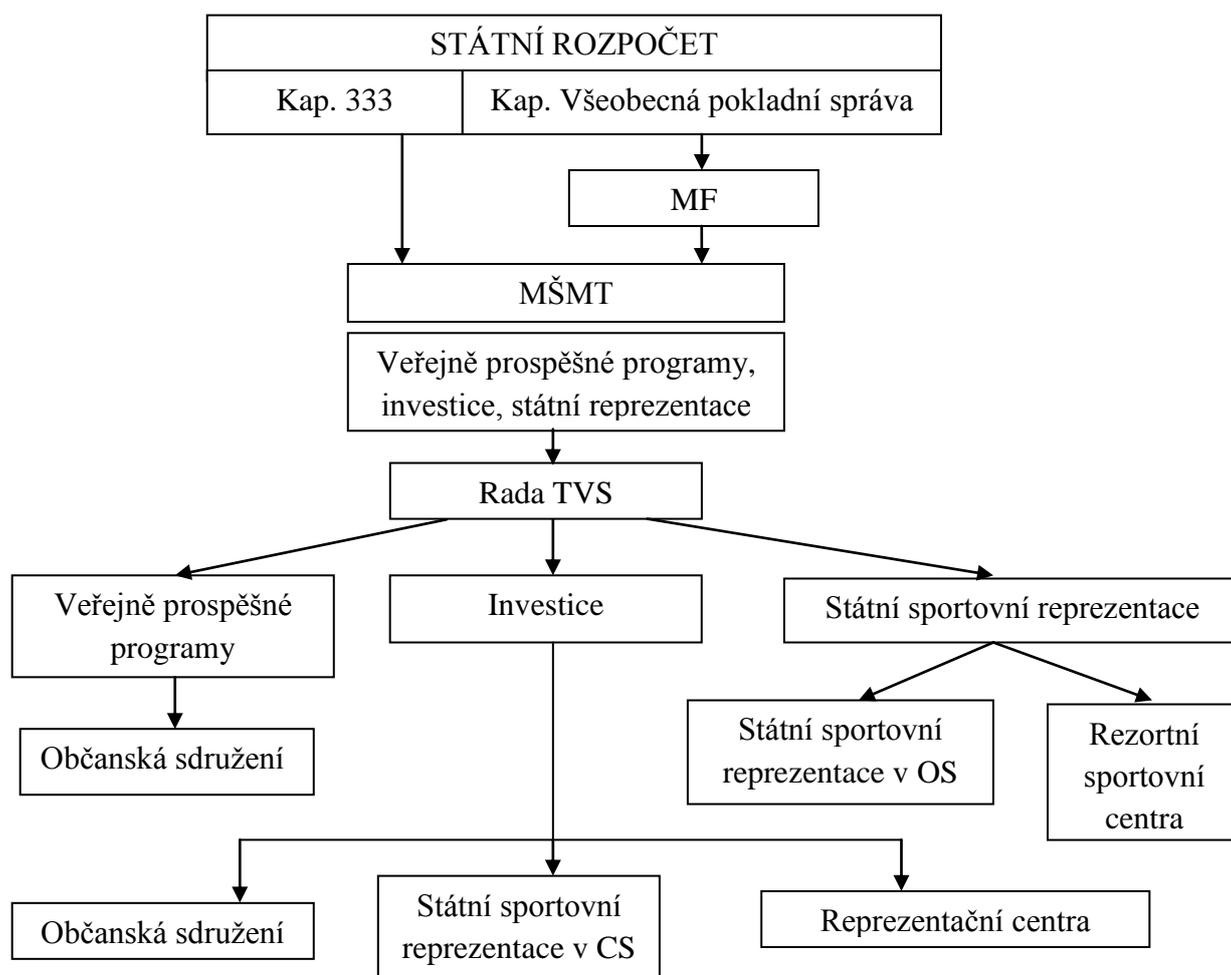 STÁTNÍ ROZPOČET
Kap. 333
Kap. Všeobecná pokladní správa
MF
MŠMT
Veřejně prospěšné programy,
investice, státní reprezentace
Rada TVS
Veřejně prospěšné
programy
Investice
Státní sportovní reprezentace
Občanská sdružení
Státní sportovní
reprezentace v OS
Rezortní
sportovní
centra
Občanská sdružení
Státní sportovní
reprezentace v CS
Reprezentační centra